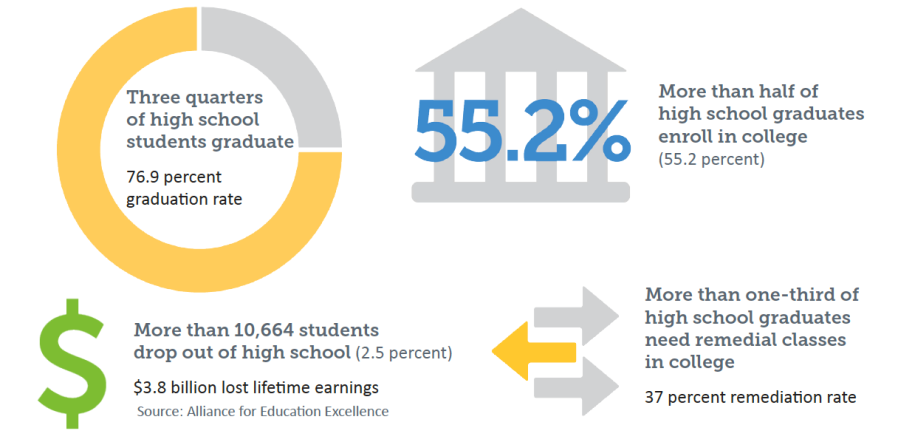 Three quarters
of high school
students graduate
76.9 percent
graduation rate
55.2%
More than half of
high school graduates
enroll in college
(55.2 percent)
$
More than 10,664 students
drop out of high school (2.5 percent)
$3.8 billion lost lifetime earnings
Source: Alliance for Education Excellence
More than one-third of
high school graduates
need remedial classes
in college
37 percent remediation rate